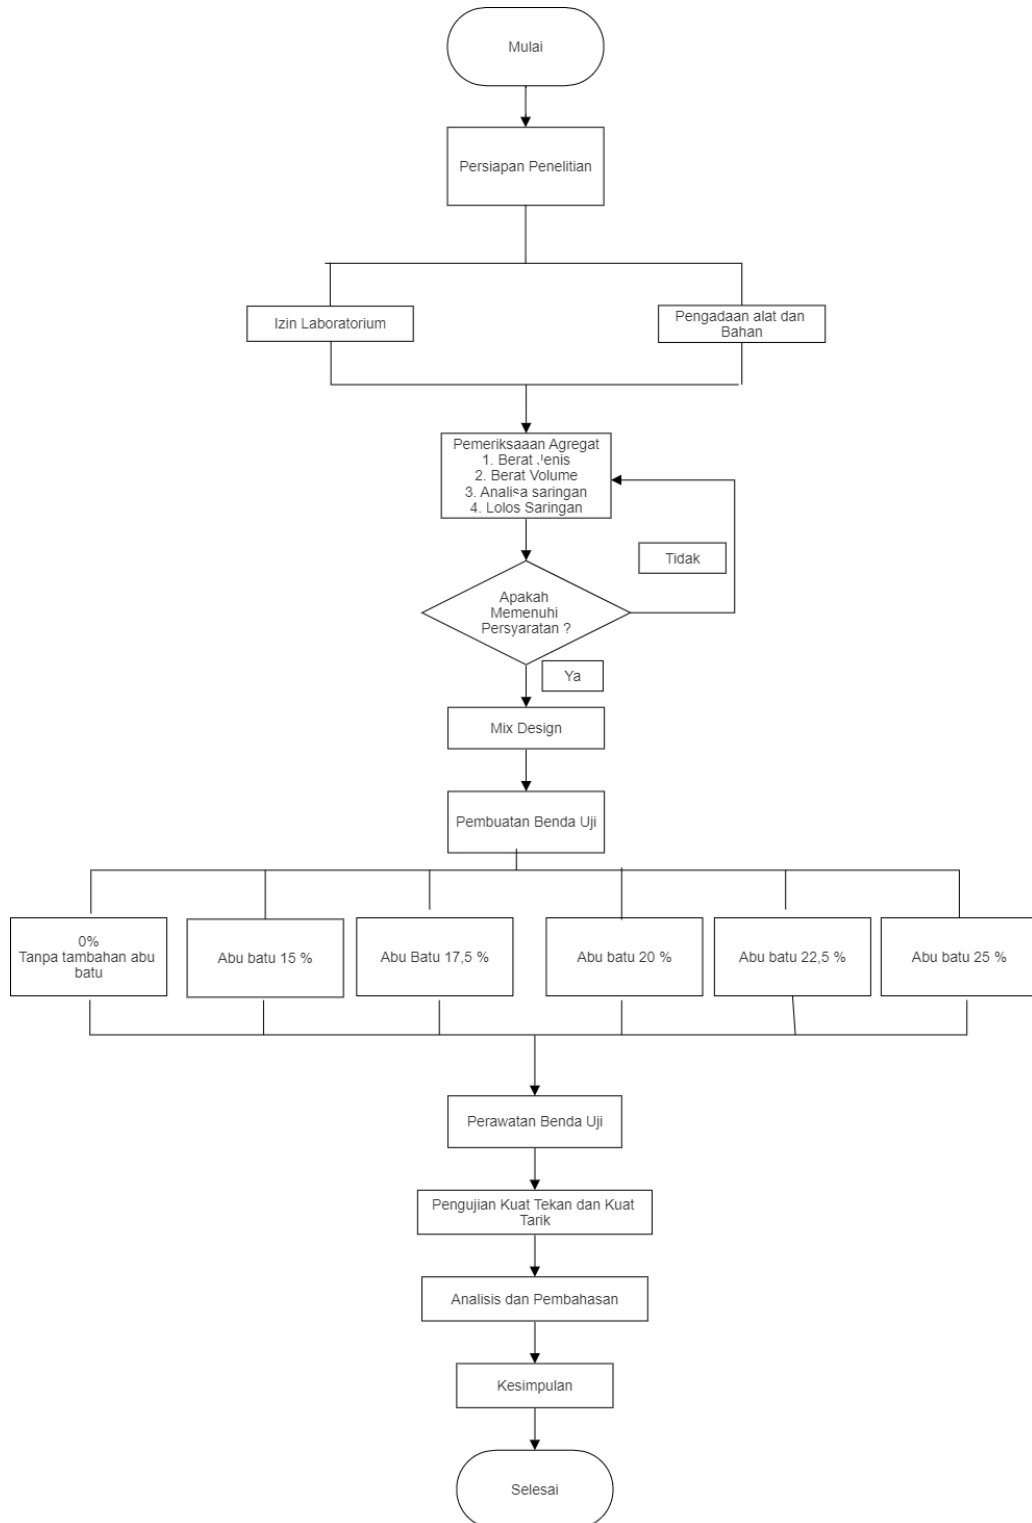 Mulai
Persiapan Penelitian
Izin Laboratorium
Pengadaan alat dan
Bahan
Pemeriksaaan Agregat
1. Berat Jenis
2. Berat Volume
3. Analisa saringan
4. Lolos Saringan
Tidak
Apakah
Memenuhi
Persyaratan ?
Ya
Mix Design
Pembuatan Benda Uji
0%
Tanpa tambahan abu
batu
Abu batu 15 %
Abu Batu 17,5 %
Abu batu 20 %
Abu batu 22,5 %
Abu batu 25 %
Perawatan Benda Uji
Pengujian Kuat Tekan dan Kuat
Tarik
Analisis dan Pembahasan
Kesimpulan
Selesai